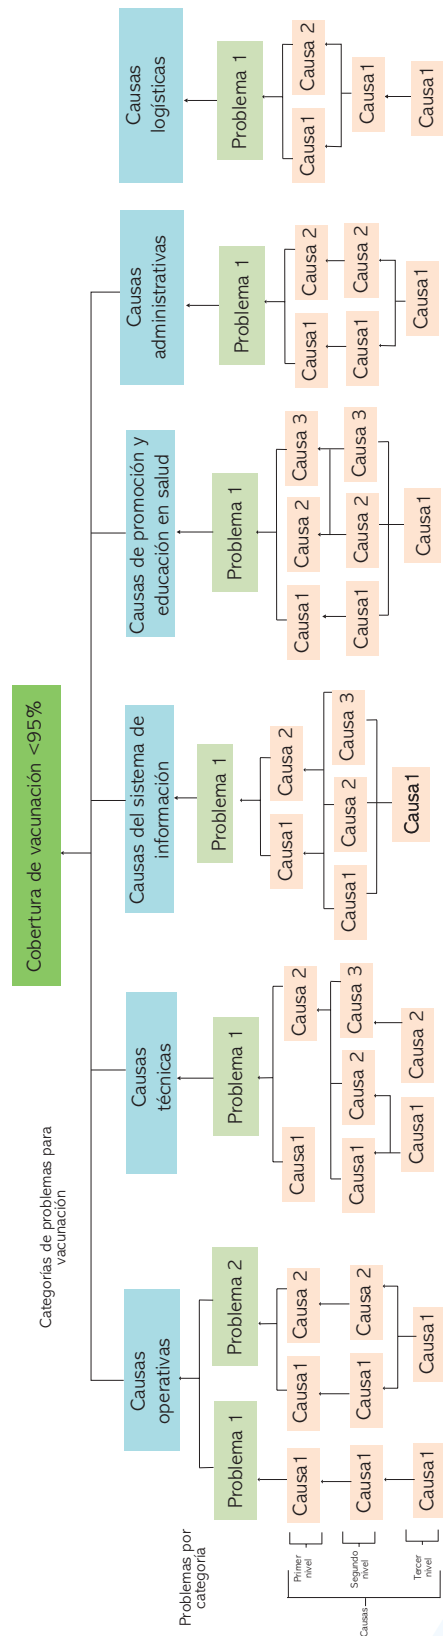 Cobertura de vacunación <95%
Categorías de problemas para
vacunación
Causas
operativas
Causas
técnicas
Causas del sistema de
información
Causas de promoción y
educación en salud
Causas
administrativas
Causas
logísticas
Problemas por
categoría
Problema 1
Problema 2
Problema 1
Problema 1
Problema 1
Problema 1
Problema 1
Causas
Primer
nivel
Causa1
Causa1
Causa 2
Causa1
Causa 2
Causa1
Causa 2
Causa1
Causa 2
Causa 3
Causa1
Causa 2
Causa1
Causa 2
Segundo
nivel
Causa1
Causa1
Causa 2
Causa1
Causa 2
Causa 3
Causa1
Causa 2
Causa 3
Causa1
Causa 2
Causa 3
Causa1
Causa 2
Causa1
Tercer
nivel
Causa1
Causa1
Causa1
Causa 2
Causa1
Causa1
Causa1
Causa1